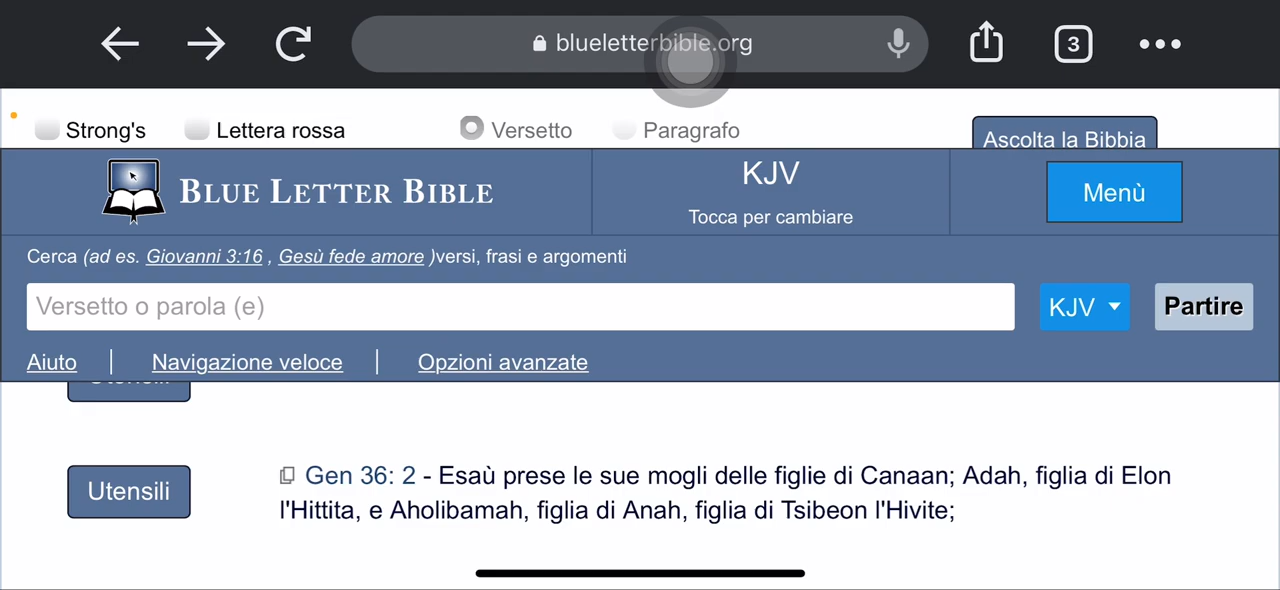 blueletterbible.org
3
Strong's
Lettera rossa
Versetto
Paragrafo
Ascolta la Bibbia
BLUE LETTER BIBLE
KJV
Tocca per cambiare
Menù
Cerca (ad es. Giovanni 3:16 , Gesù fede amore )versi, frasi e argomenti
Versetto o parola (e)
KJV
Partire
Aiuto
Navigazione veloce
Opzioni avanzate
Utensili
Gen 36: 2 - Esaù prese le sue mogli delle figlie di Canaan; Adah, figlia di Elon
l'Hittita, e Aholibamah, figlia di Anah, figlia di Tsibeon l'Hivite;